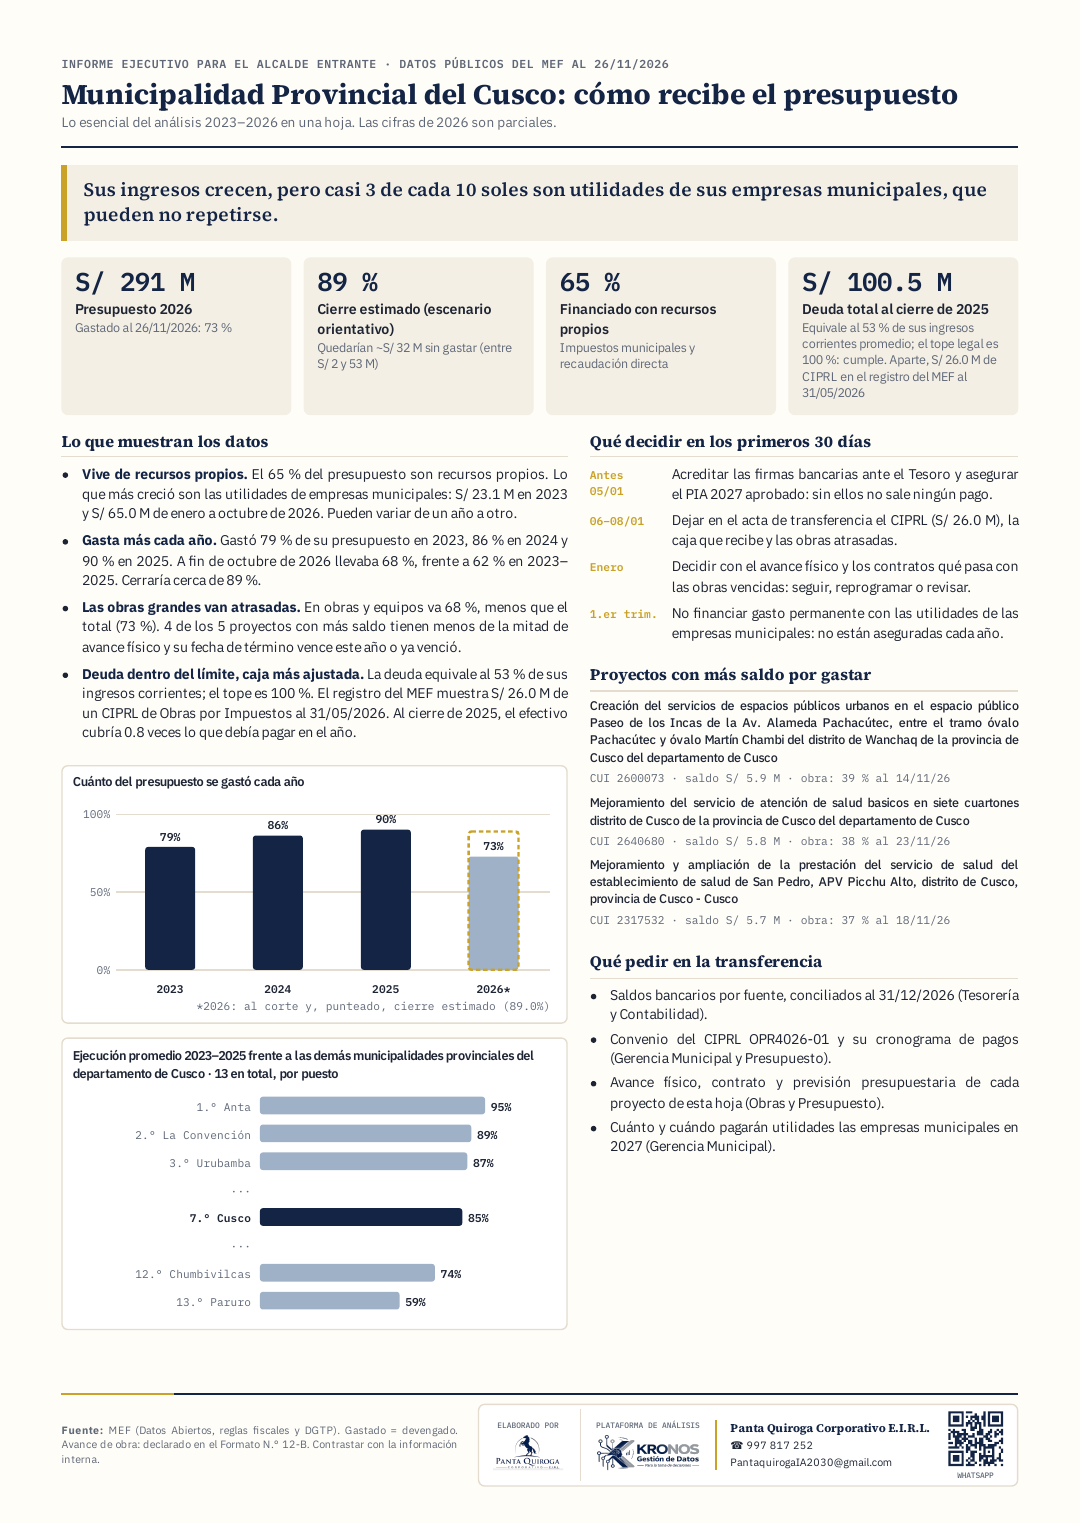 INFORME EJECUTIVO PARA EL ALCALDE ENTRANTE · DATOS PÚBLICOS DEL MEF AL 26/11/2026
Municipalidad Provincial del Cusco: cómo recibe el presupuesto
Lo esencial del análisis 2023–2026 en una hoja. Las cifras de 2026 son parciales.
Sus ingresos crecen, pero casi 3 de cada 10 soles son utilidades de sus empresas municipales, que
pueden no repetirse.
S/ 291 M
Presupuesto 2026
Gastado al 26/11/2026: 73 %
89 %
Cierre estimado (escenario
orientativo)
Quedarían ~S/ 32 M sin gastar (entre
S/ 2 y 53 M)
65 %
Financiado con recursos
propios
Impuestos municipales y
recaudación directa
S/ 100.5 M
Deuda total al cierre de 2025
Equivale al 53 % de sus ingresos
corrientes promedio; el tope legal es
100 %: cumple. Aparte, S/ 26.0 M de
CIPRL en el registro del MEF al
31/05/2026
Lo que muestran los datos
● Vive de recursos propios. El 65 % del presupuesto son recursos propios. Lo
que más creció son las utilidades de empresas municipales: S/ 23.1 M en 2023
y S/ 65.0 M de enero a octubre de 2026. Pueden variar de un año a otro.
● Gasta más cada año. Gastó 79 % de su presupuesto en 2023, 86 % en 2024 y
90 % en 2025. A fin de octubre de 2026 llevaba 68 %, frente a 62 % en 2023–
2025. Cerraría cerca de 89 %.
● Las obras grandes van atrasadas. En obras y equipos va 68 %, menos que el
total (73 %). 4 de los 5 proyectos con más saldo tienen menos de la mitad de
avance físico y su fecha de término vence este año o ya venció.
● Deuda dentro del límite, caja más ajustada. La deuda equivale al 53 % de sus
ingresos corrientes; el tope es 100 %. El registro del MEF muestra S/ 26.0 M de
un CIPRL de Obras por Impuestos al 31/05/2026. Al cierre de 2025, el efectivo
cubría 0.8 veces lo que debía pagar en el año.
Cuánto del presupuesto se gastó cada año
100%
50%
0%
79%
86%
90%
73%
2023
2024
2025
2026*
*2026: al corte y, punteado, cierre estimado (89.0%)
Ejecución promedio 2023–2025 frente a las demás municipalidades provinciales del
departamento de Cusco · 13 en total, por puesto
1.º Anta 95%
2.º La Convención 89%
3.º Urubamba 87%
...
7.º Cusco 85%
...
12.º Chumbivilcas 74%
13.º Paruro 59%
Qué decidir en los primeros 30 días
Antes
05/01
Acreditar las firmas bancarias ante el Tesoro y asegurar
el PIA 2027 aprobado: sin ellos no sale ningún pago.
06–08/01
Dejar en el acta de transferencia el CIPRL (S/ 26.0 M), la
caja que recibe y las obras atrasadas.
Enero
Decidir con el avance físico y los contratos qué pasa con
las obras vencidas: seguir, reprogramar o revisar.
1.er trim.
No financiar gasto permanente con las utilidades de las
empresas municipales: no están aseguradas cada año.
Proyectos con más saldo por gastar
Creación del servicios de espacios públicos urbanos en el espacio público
Paseo de los Incas de la Av. Alameda Pachacútec, entre el tramo óvalo
Pachacútec y óvalo Martín Chambi del distrito de Wanchaq de la provincia de
Cusco del departamento de Cusco
CUI 2600073 · saldo S/ 5.9 M · obra: 39 % al 14/11/26
Mejoramiento del servicio de atención de salud basicos en siete cuartones
distrito de Cusco de la provincia de Cusco del departamento de Cusco
CUI 2640680 · saldo S/ 5.8 M · obra: 38 % al 23/11/26
Mejoramiento y ampliación de la prestación del servicio de salud del
establecimiento de salud de San Pedro, APV Picchu Alto, distrito de Cusco,
provincia de Cusco - Cusco
CUI 2317532 · saldo S/ 5.7 M · obra: 37 % al 18/11/26
Qué pedir en la transferencia
● Saldos bancarios por fuente, conciliados al 31/12/2026 (Tesorería
y Contabilidad).
● Convenio del CIPRL OPR4026-01 y su cronograma de pagos
(Gerencia Municipal y Presupuesto).
● Avance físico, contrato y previsión presupuestaria de cada
proyecto de esta hoja (Obras y Presupuesto).
● Cuánto y cuándo pagarán utilidades las empresas municipales en
2027 (Gerencia Municipal).
Fuente: MEF (Datos Abiertos, reglas fiscales y DGTP). Gastado = devengado.
Avance de obra: declarado en el Formato N.º 12-B. Contrastar con la información
interna.
ELABORADO POR
PANTA QUIROGA
PLATAFORMA DE ANÁLISIS
KRONOS
Gestión de Datos
Panta Quiroga Corporativo E.I.R.L.
☎ 997 817 252
PantaquirogaIA2030@gmail.com
WHATSAPP